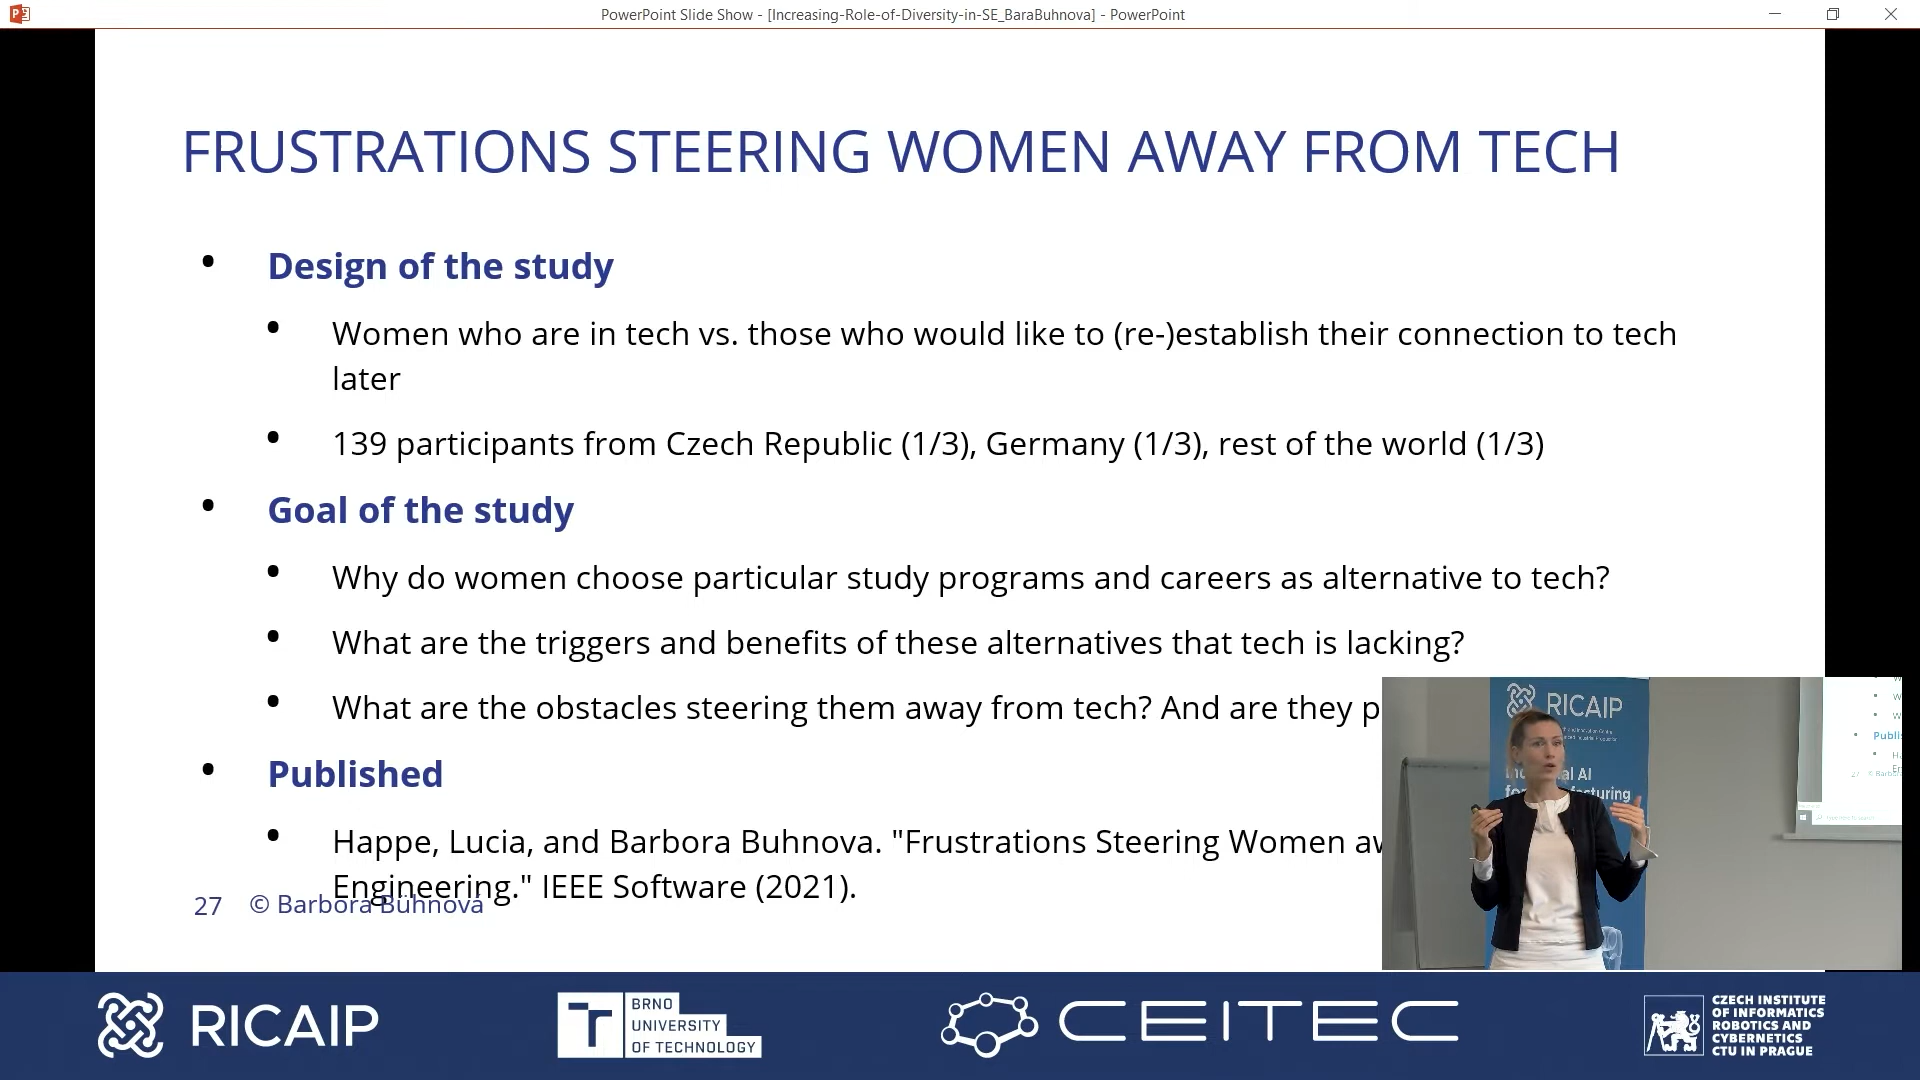 PowerPoint Slide Show - [Increasing-Role-of-Diversity-in-SE_BaraBuhnova] - PowerPoint
FRUSTRATIONS STEERING WOMEN AWAY FROM TECH
• Design of the study
• Women who are in tech vs. those who would like to (re-)establish their connection to tech
later
• 139 participants from Czech Republic (1/3), Germany (1/3), rest of the world (1/3)
• Goal of the study
• Why do women choose particular study programs and careers as alternative to tech?
• What are the triggers and benefits of these alternatives that tech is lacking?
• What are the obstacles steering them away from tech? And are they p
• Published
• Happe, Lucia, and Barbora Buhnova. "Frustrations Steering Women aw
Engineering." IEEE Software (2021).
27 © Barbora Bühnová
RICAIP
AI
Publi
27 © Barbo
RICAIP
BRNO
UNIVERSITY
OF TECHNOLOGY
CEITEC
CZECH INSTITUTE
OF INFORMATICS
ROBOTICS AND
CYBERNETICS
CTU IN PRAGUE